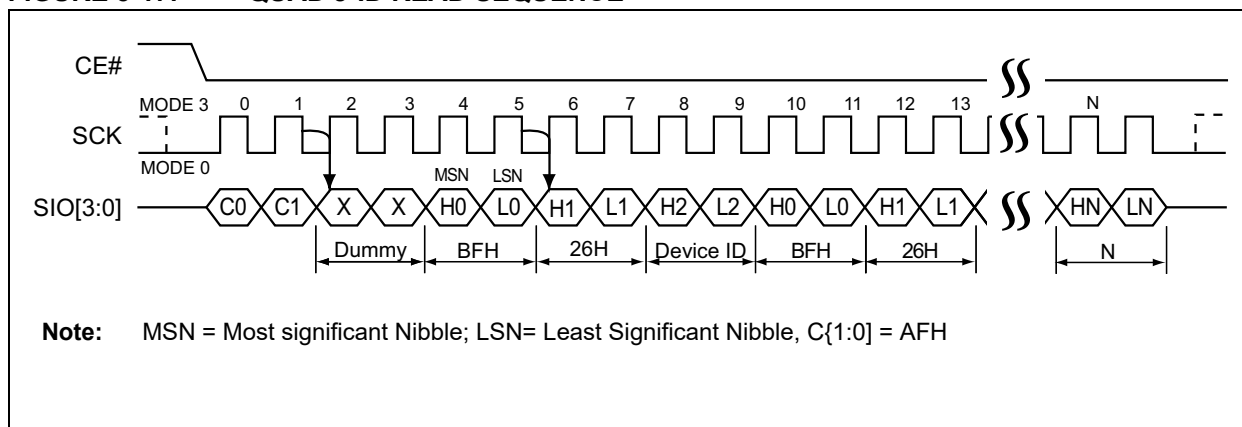 CE#
MODE 3 0 1 2 3 4 5 6 7 8 9 10 11 12 13 N
SCK
MODE 0
MSN LSN
SIO[3:0] C0 C1 X X H0 L0 H1 L1 H2 L2 H0 L0 H1 L1 HN LN
Dummy BFH 26H Device ID BFH 26H N
Note: MSN = Most significant Nibble; LSN= Least Significant Nibble, C{1:0] = AFH